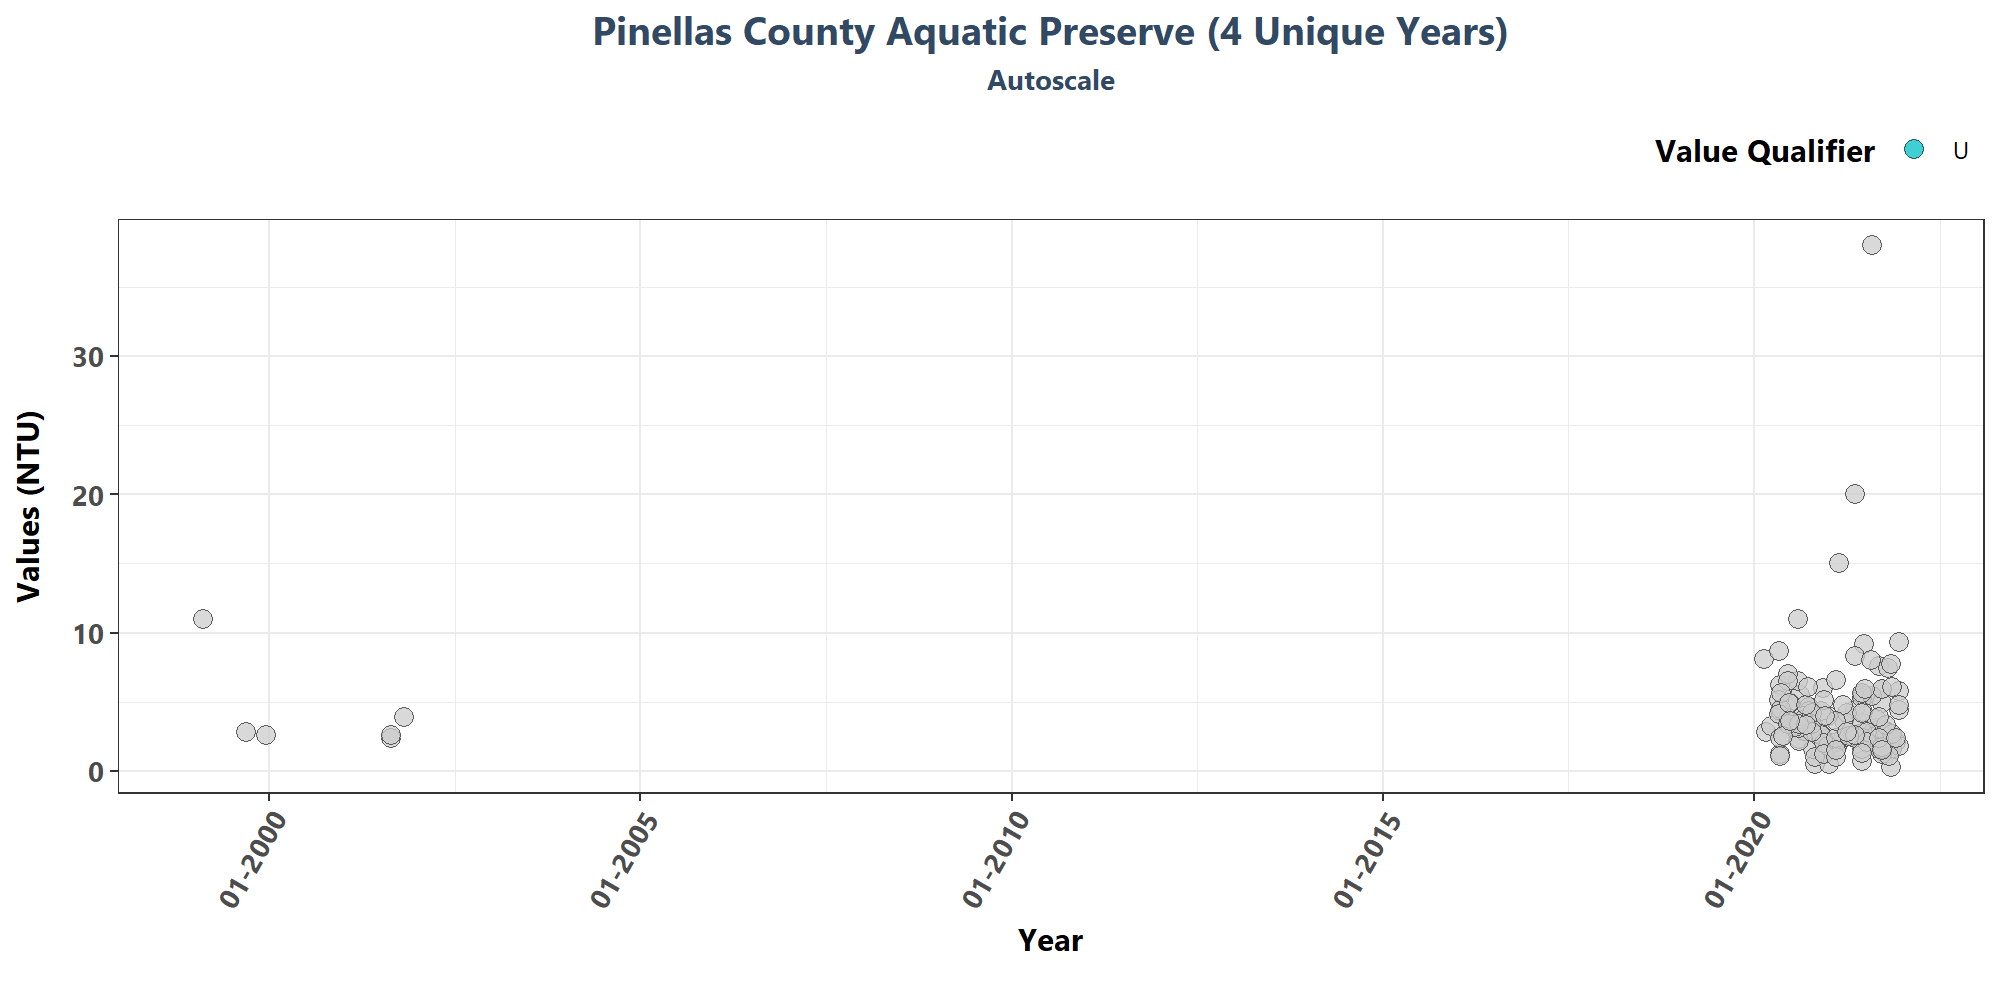 Pinellas County Aquatic Preserve (4 Unique Years)
Autoscale
Value Qualifier U
Values (NTU)
30
20
10
0
01-2000 01-2005 01-2010 01-2015 01-2020
Year